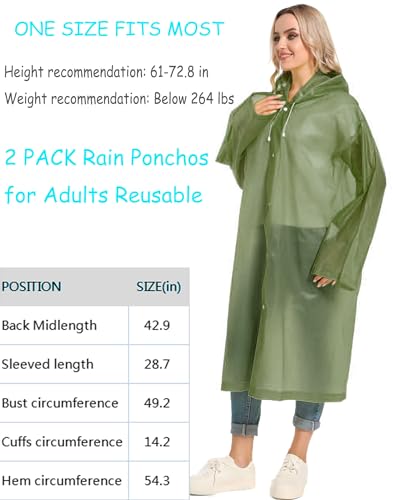 ONE SIZE FITS MOST
Height recommendation: 61-72.8 in
Weight recommendation: Below 264 lbs
2 PACK Rain Ponchos
for Adults Reusable
POSITION SIZE(in)
Back Midlength 42.9
Sleeved length 28.7
Bust circumference 49.2
Cuffs circumference 14.2
Hem circumference 54.3